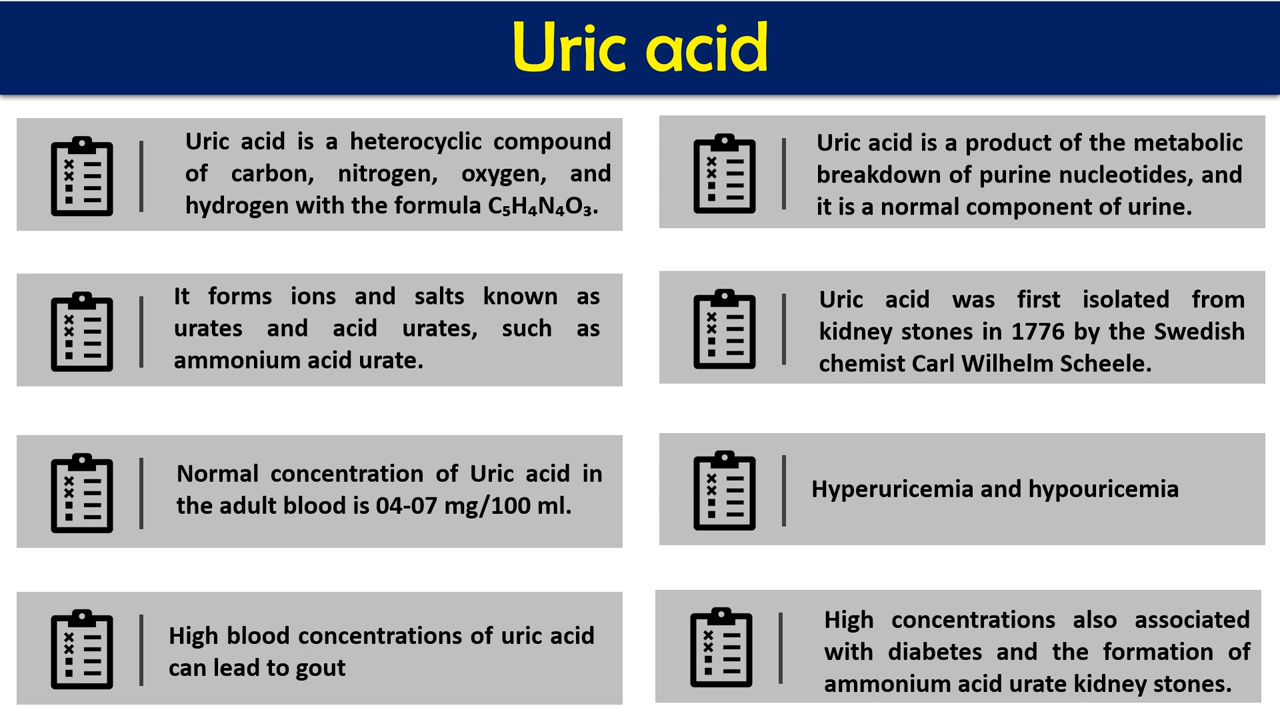 Uric acid
Uric acid is a heterocyclic compound
of carbon, nitrogen, oxygen, and
hydrogen with the formula C₅H₄N₄O₃.
Uric acid is a product of the metabolic
breakdown of purine nucleotides, and
it is a normal component of urine.
It forms ions and salts known as
urates and acid urates, such as
ammonium acid urate.
Uric acid was first isolated from
kidney stones in 1776 by the Swedish
chemist Carl Wilhelm Scheele.
Normal concentration of Uric acid in
the adult blood is 04-07 mg/100 ml.
Hyperuricemia and hypouricemia
High blood concentrations of uric acid
can lead to gout
High concentrations also associated
with diabetes and the formation of
ammonium acid urate kidney stones.